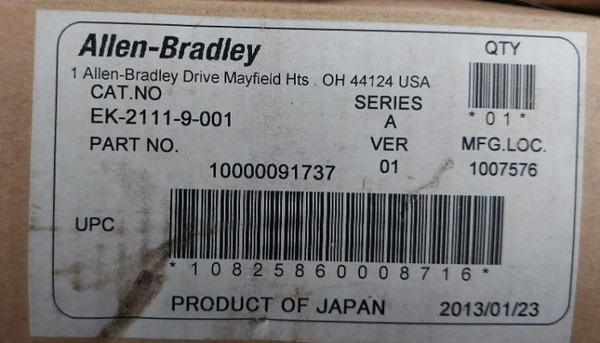 Allen-Bradley
QTY
1 Allen-Bradley Drive Mayfield Hts . OH 44124 USA
*01*
CAT.NO
SERIES
EK-2111-9-001
A
PART NO.
VER
MFG.LOC.
10000091737
01
1007576
UPC
*10825860008716*
PRODUCT OF JAPAN
2013/01/23